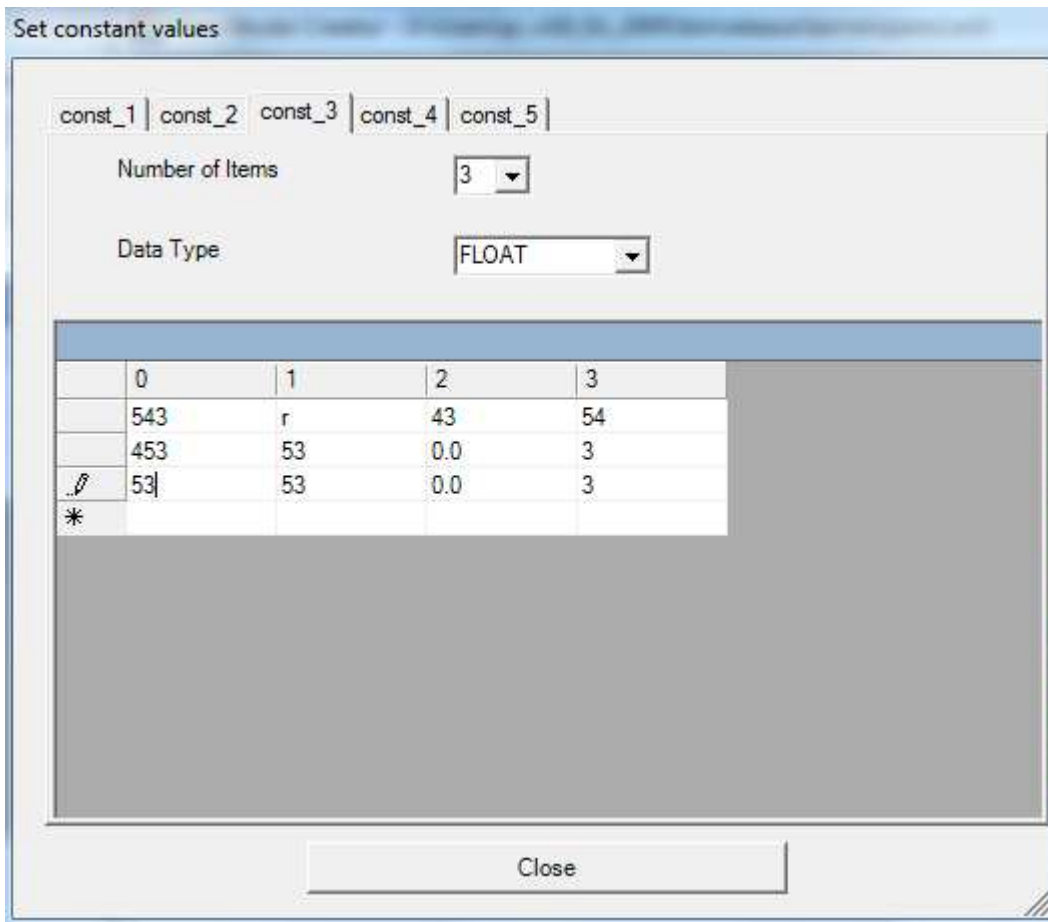 Set constant values
const_1 const_2 const_3 const_4 const_5
Number of Items 3
Data Type FLOAT
0 1 2 3
543 r 43 54
453 53 0.0 3
53 53 0.0 3
*
Close